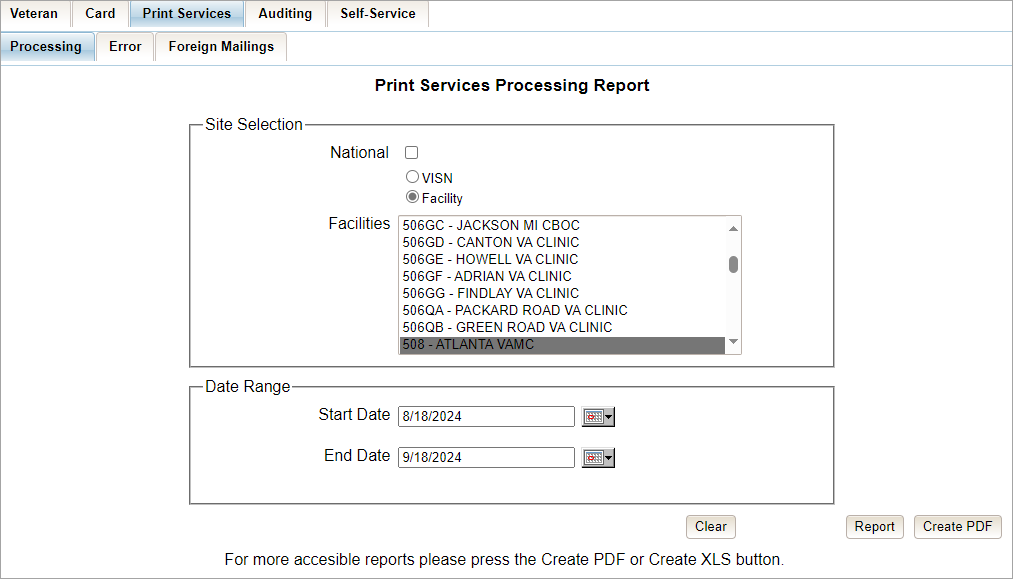 Veteran Card Print Services Auditing Self-Service
Processing Error Foreign Mailings
Print Services Processing Report
Site Selection
National
VISN
Facility
Facilities
506GC - JACKSON MI CBOC
506GD - CANTON VA CLINIC
506GE - HOWELL VA CLINIC
506GF - ADRIAN VA CLINIC
506GG - FINDLAY VA CLINIC
506QA - PACKARD ROAD VA CLINIC
506QB - GREEN ROAD VA CLINIC
508 - ATLANTA VAMC
Date Range
Start Date 8/18/2024
End Date 9/18/2024
Clear Report Create PDF
For more accesible reports please press the Create PDF or Create XLS button.